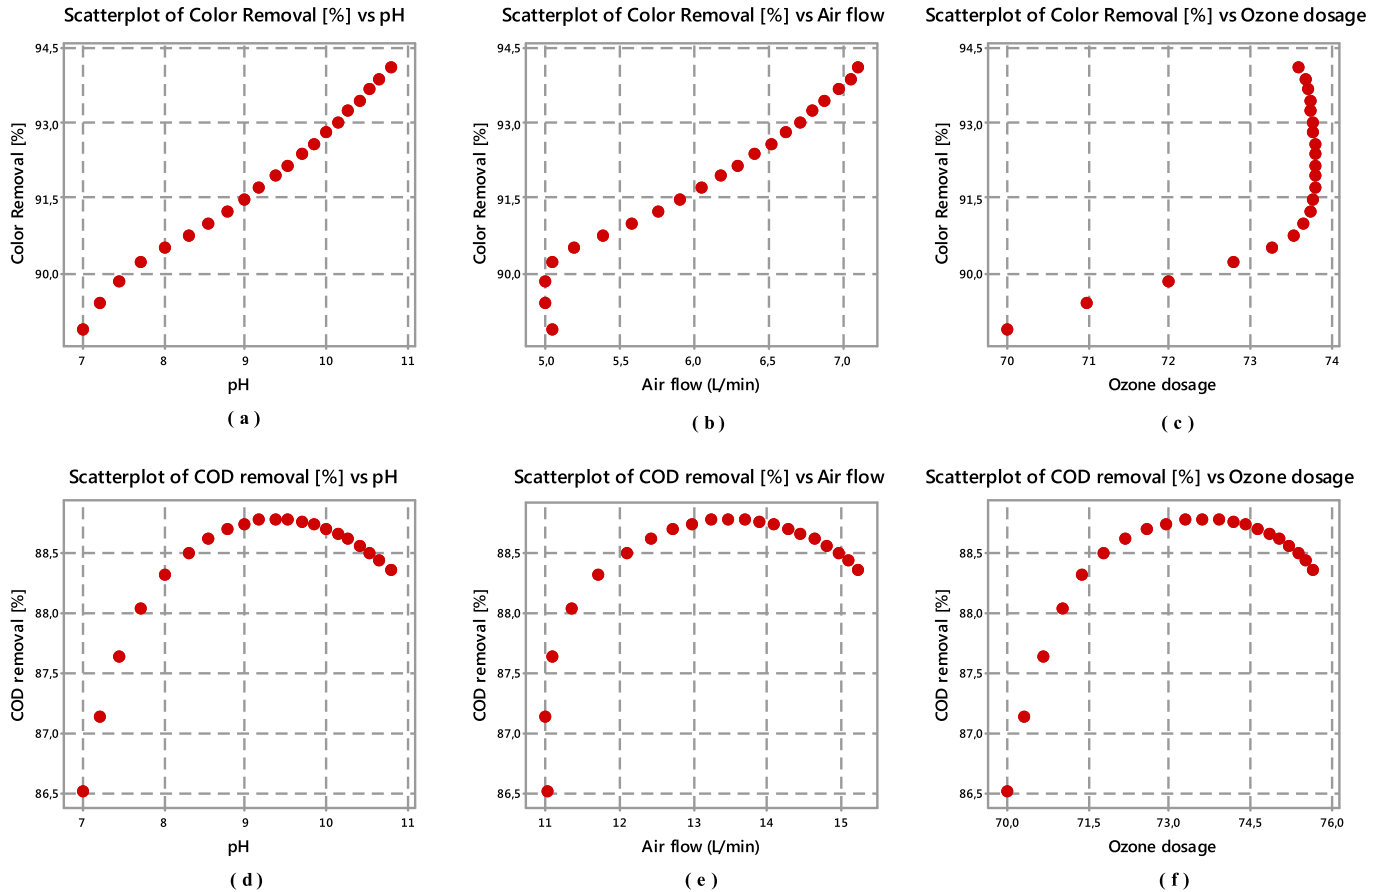 Scatterplot of Color Removal [%] vs pH
94,5
93,0
91,5
90,0
Color Removal [%]
7 8 9 10 11
pH
( a )
Scatterplot of Color Removal [%] vs Air flow
94,5
93,0
91,5
90,0
Color Removal [%]
5,0 5,5 6,0 6,5 7,0
Air flow (L/min)
( b )
Scatterplot of Color Removal [%] vs Ozone dosage
94,5
93,0
91,5
90,0
Color Removal [%]
70 71 72 73 74
Ozone dosage
( c )
Scatterplot of COD removal [%] vs pH
88,5
88,0
87,5
87,0
86,5
COD removal [%]
7 8 9 10 11
pH
( d )
Scatterplot of COD removal [%] vs Air flow
88,5
88,0
87,5
87,0
86,5
COD removal [%]
11 12 13 14 15
Air flow (L/min)
( e )
Scatterplot of COD removal [%] vs Ozone dosage
88,5
88,0
87,5
87,0
86,5
COD removal [%]
70,0 71,5 73,0 74,5 76,0
Ozone dosage
( f )